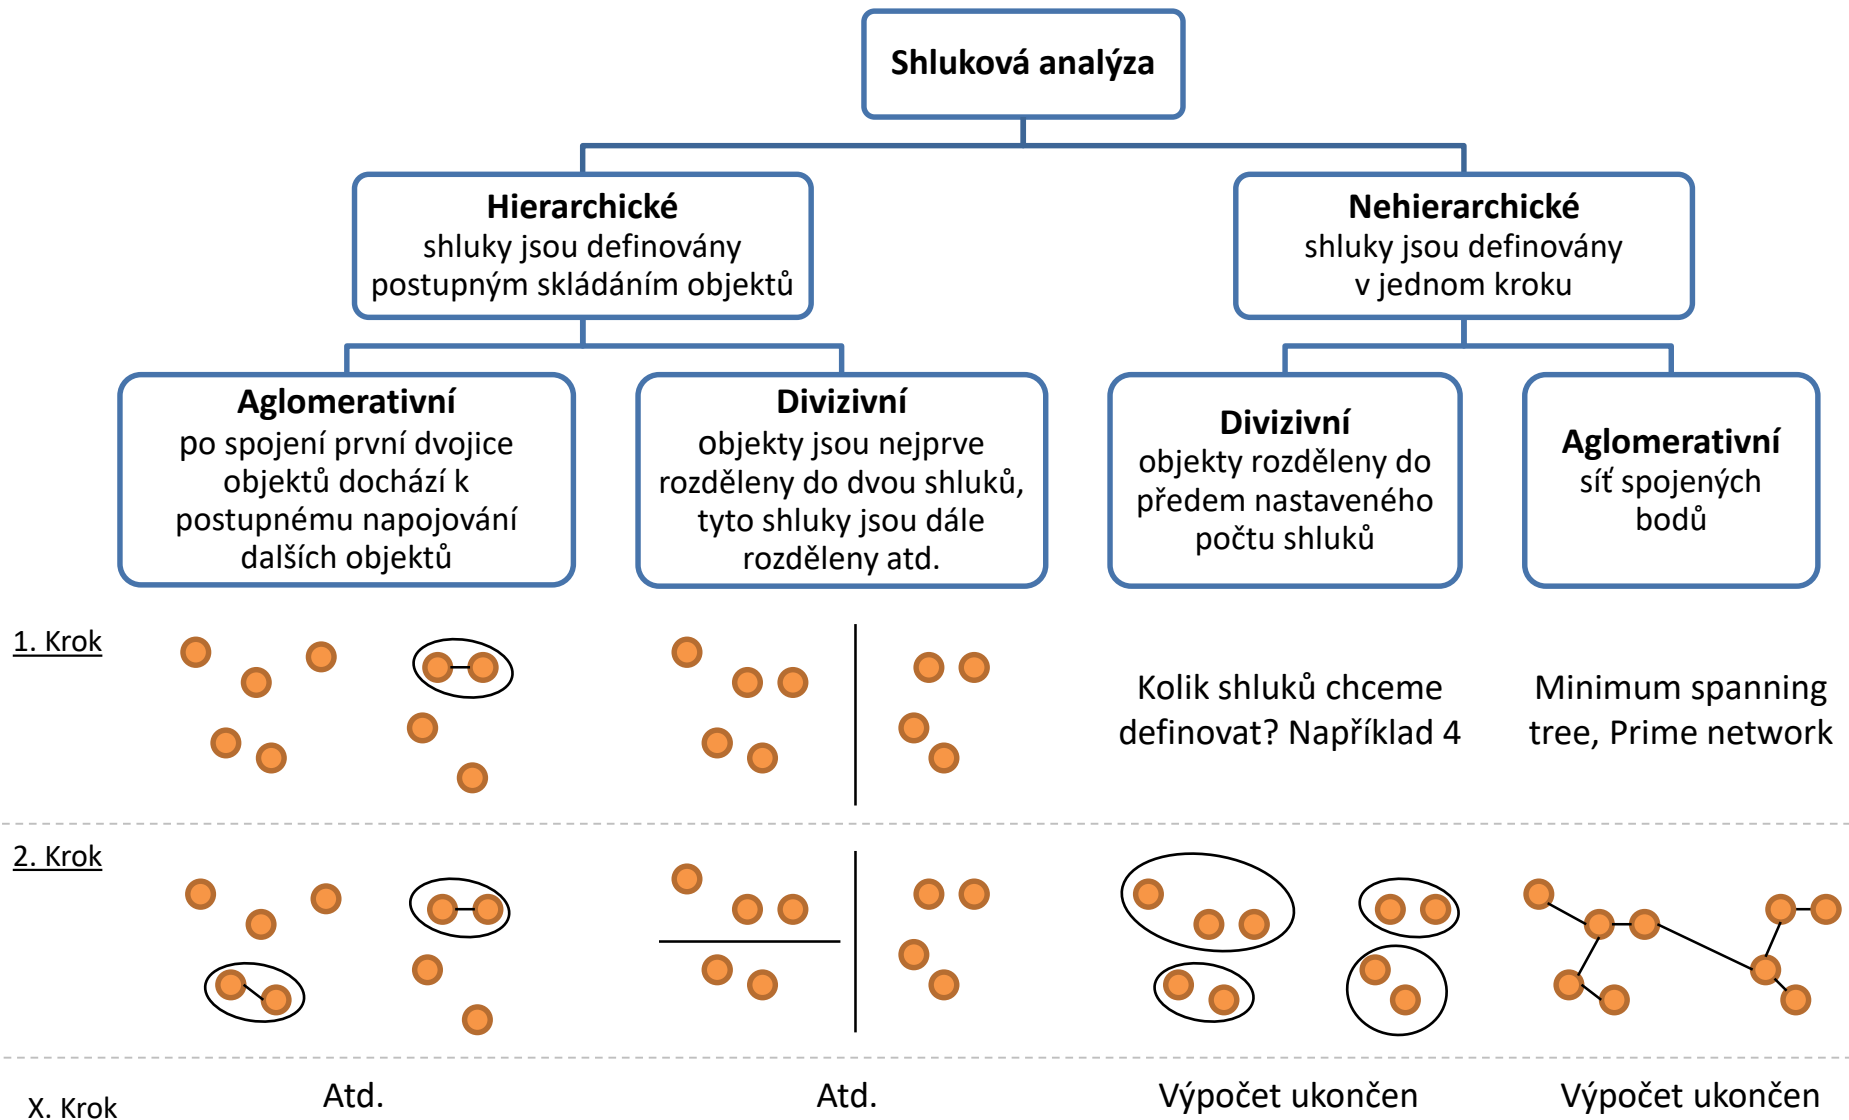 Shluková analýza
Hierarchické
shluky jsou definovány
postupným skládáním objektů
Nehierarchické
shluky jsou definovány
v jednom kroku
Aglomerativní
po spojení první dvojice
objektů dochází k
postupnému napojování
dalších objektů
Divizivní
objekty jsou nejprve
rozděleny do dvou shluků,
tyto shluky jsou dále
rozděleny atd.
Divizivní
objekty rozděleny do
předem nastaveného
počtu shluků
Aglomerativní
síť spojených
bodů
1. Krok
Kolik shluků chceme
definovat? Například 4
Minimum spanning
tree, Prime network
2. Krok
X. Krok
Atd.
Atd.
Výpočet ukončen
Výpočet ukončen